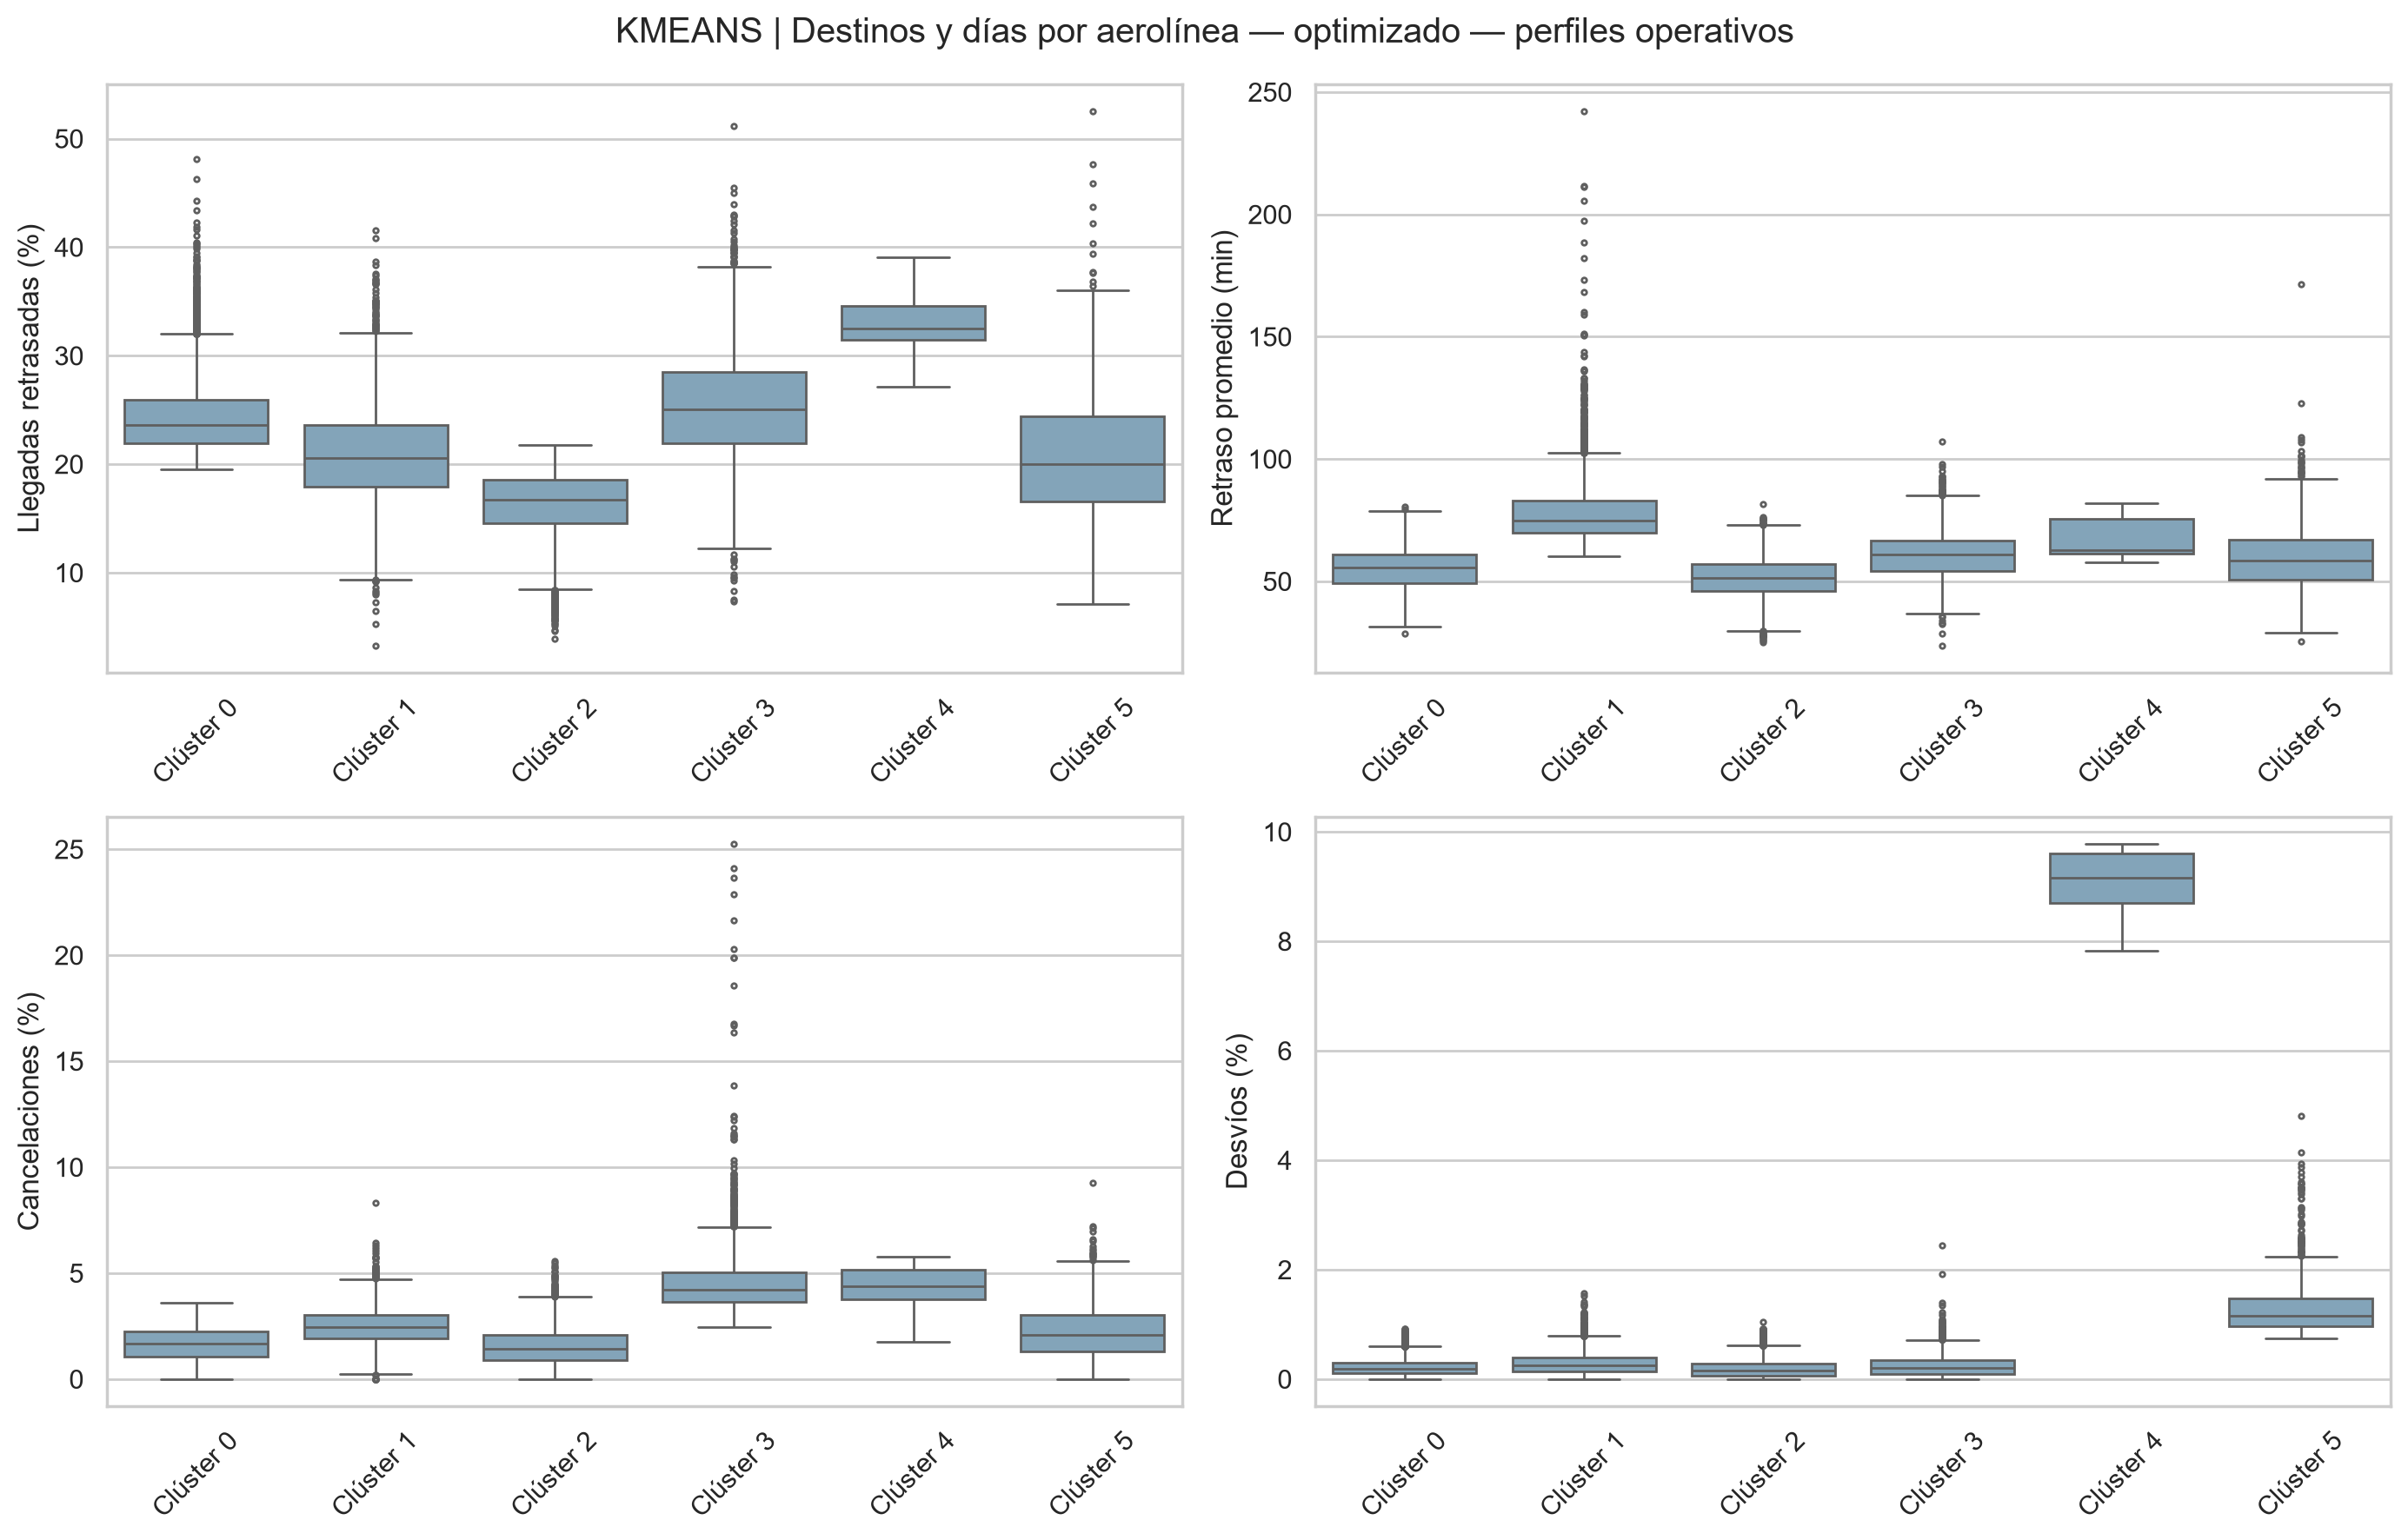 KMEANS | Destinos y días por aerolínea — optimizado — perfiles operativos
Llegadas retrasadas (%)
50
40
30
20
10
Clúster 0
Clúster 1
Clúster 2
Clúster 3
Clúster 4
Clúster 5
Retraso promedio (min)
250
200
150
100
50
Clúster 0
Clúster 1
Clúster 2
Clúster 3
Clúster 4
Clúster 5
Cancelaciones (%)
25
20
15
10
5
0
Clúster 0
Clúster 1
Clúster 2
Clúster 3
Clúster 4
Clúster 5
Desvíos (%)
10
8
6
4
2
0
Clúster 0
Clúster 1
Clúster 2
Clúster 3
Clúster 4
Clúster 5